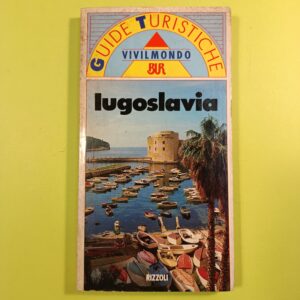 GUIDE TURISTICHE
VIVILMONDO
BUR
Iugoslavia
RIZZOLI